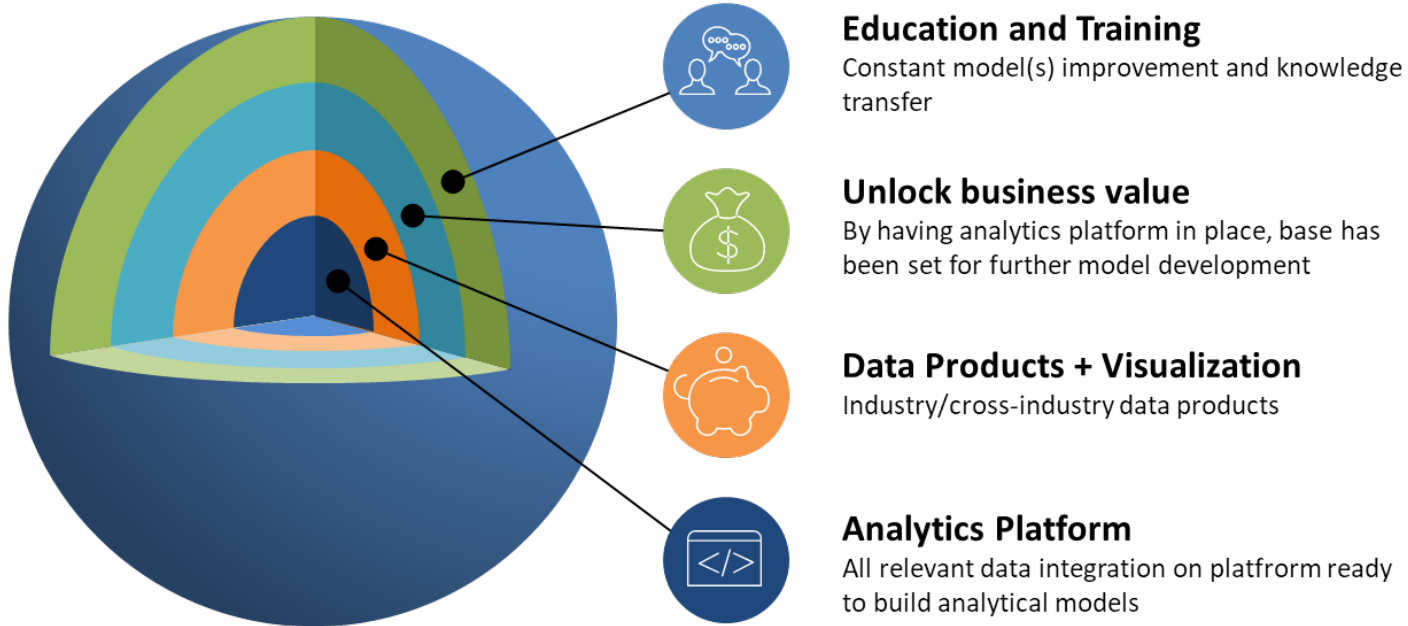 Education and Training
Constant model(s) improvement and knowledge
transfer
Unlock business value
By having analytics platform in place, base has
been set for further model development
$
Data Products + Visualization
Industry/cross-industry data products
Analytics Platform
</>
All relevant data integration on platfrorm ready
to build analytical models